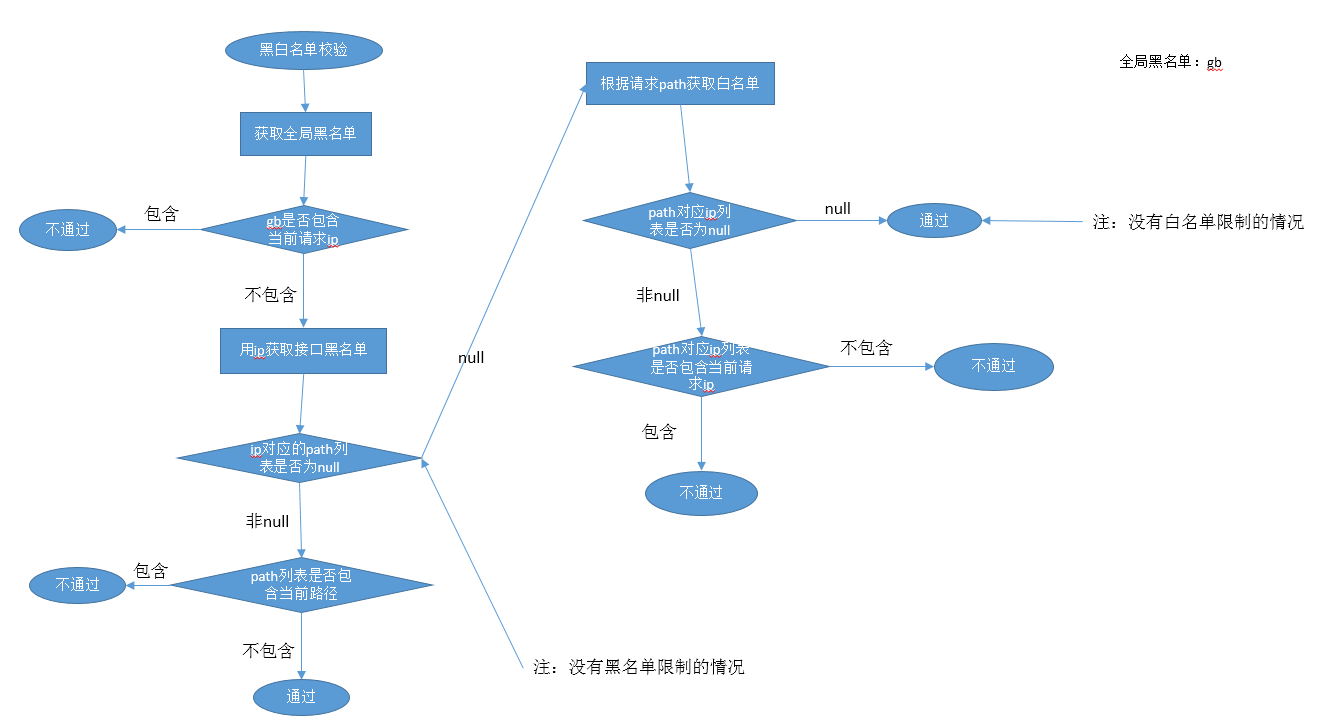 黑白名单校验
获取全局黑名单
gb是否包含
当前请求ip
包含
不通过
不包含
用ip获取接口黑名单
ip对应的path列
表是否为null
null
非null
path列表是否包
含当前路径
包含
不通过
不包含
通过
注：没有黑名单限制的情况
根据请求path获取白名单
path对应ip列
表是否为null
null
通过
注：没有白名单限制的情况
非null
path对应ip列表
是否包含当前请
求ip
不包含
不通过
包含
不通过
全局黑名单：gb